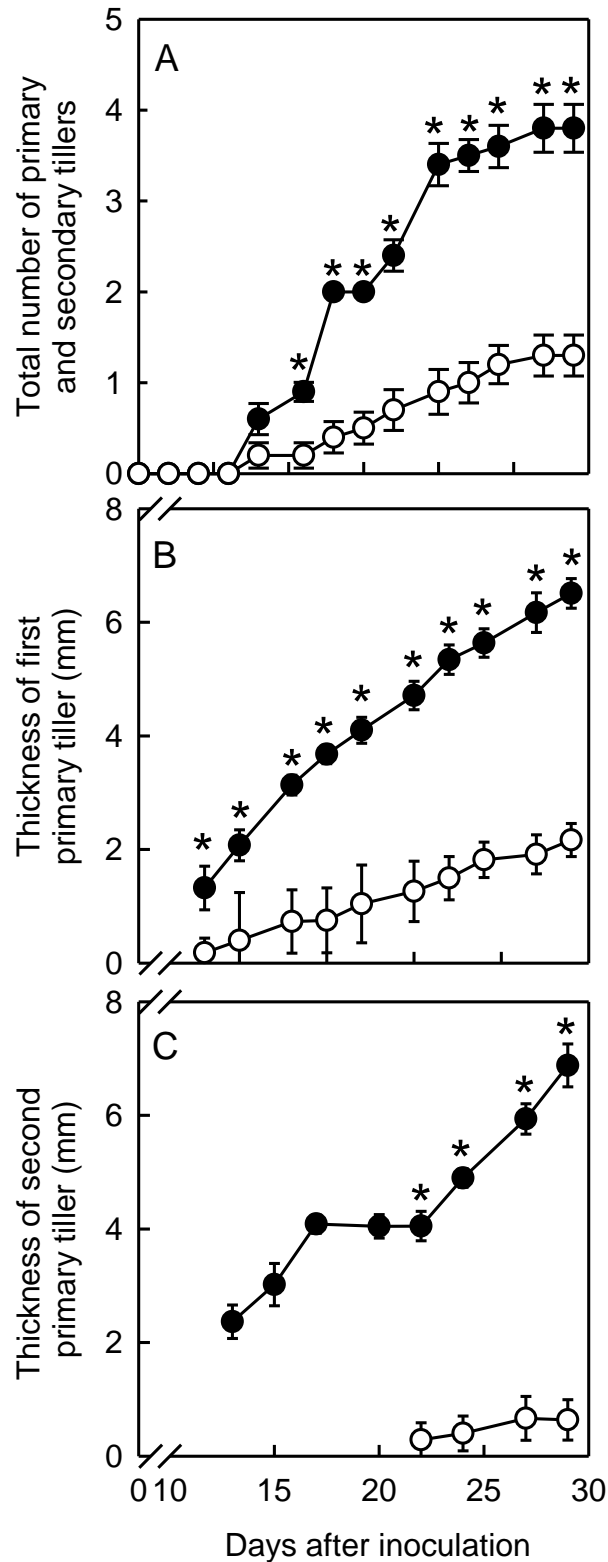 A
Total number of primary
and secondary tillers
5
4
3
2
1
0
* * * * * * * * * *
B
Thickness of first
primary tiller (mm)
8
6
4
2
0
* * * * * * * * * * *
C
Thickness of second
primary tiller (mm)
8
6
4
2
0
* * * *
0 10 15 20 25 30
Days after inoculation